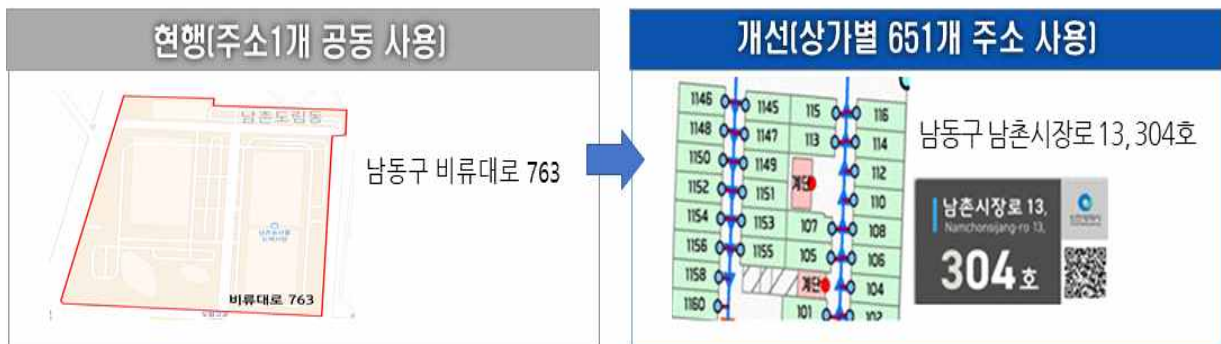 현행(주소1개 공동 사용)
남촌도림동
남동구 비류대로 763
비류대로 763
개선(상가별 651개 주소 사용)
1146 1145 115 116
1148 1147 113 114
1150 1149 112
계단
1152 1151 110
1154 1153 107 108
1156 1155 105 106
1158 계단 104
1160 101 102
남동구 남촌시장로 13, 304호
남촌시장로 13,
Namchonsijang-ro 13,
304호